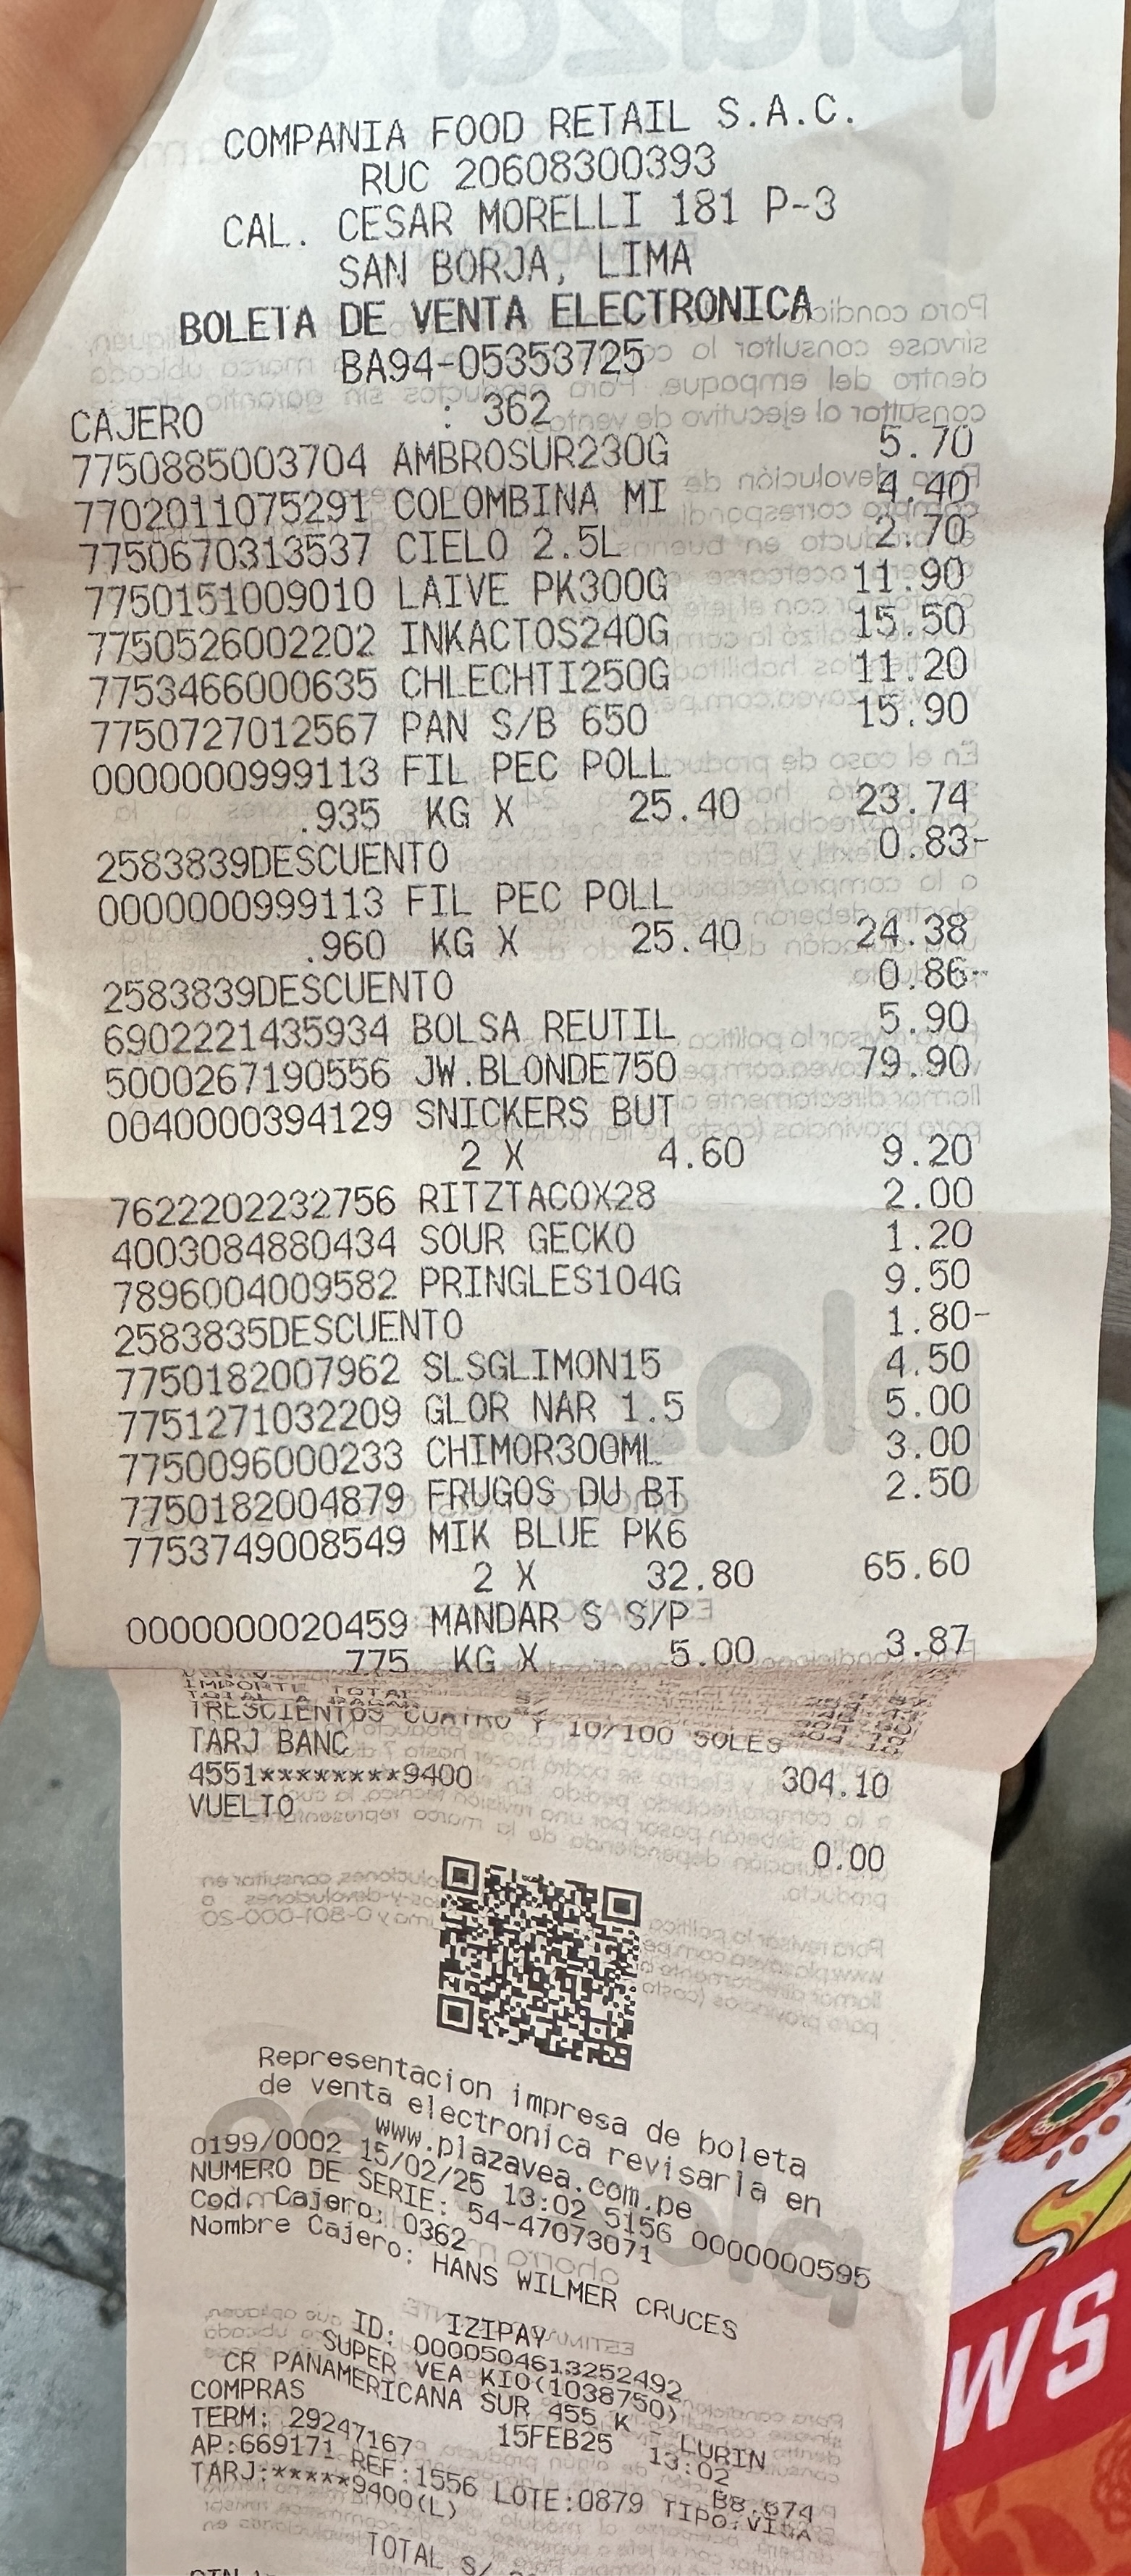 COMPANIA FOOD RETAIL S.A.C.
RUC 20608300393
CAL. CESAR MORELLI 181 P-3
SAN BORJA, LIMA
BOLETA DE VENTA ELECTRONICA
BA94-05353725
CAJERO : 362
7750885003704 AMBROSUR230G 5.70
7702011075291 COLOMBINA MI 4.40
7750670313537 CIELO 2.5L 2.70
7750151009010 LAIVE PK300G 11.90
7750526002202 INKACTOS240G 15.50
7753466000635 CHLECHTI250G 11.20
7750727012567 PAN S/B 650 15.90
0000000999113 FIL PEC POLL
.935 KG X 25.40 23.74
2583839DESCUENTO 0.83-
0000000999113 FIL PEC POLL
.960 KG X 25.40 24.38
2583839DESCUENTO 0.86-
6902221435934 BOLSA REUTIL 5.90
5000267190556 JW.BLONDE750 79.90
0040000394129 SNICKERS BUT
2 X 4.60 9.20
7622202232756 RITZTACOX28 2.00
4003084880434 SOUR GECKO 1.20
7896004009582 PRINGLES104G 9.50
2583835DESCUENTO 1.80-
7750182007962 SLSGLIMON15 4.50
7751271032209 GLOR NAR 1.5 5.00
7750096000233 CHIMOR300ML 3.00
7750182004879 FRUGOS DU BT 2.50
7753749008549 MIK BLUE PK6
2 X 32.80 65.60
0000000020459 MANDAR S S/P
775 KG X 5.00 3.87
IMPORTE TOTAL
TOTAL A PAGAR
TRESCIENTOS CUATRO Y 10/100 SOLES
TARJ BANC
4551********9400 304.10
VUELTO 0.00
Representacion impresa de boleta
de venta electronica revisarla en
www.plazavea.com.pe
0199/0002 15/02/25 13:02 5156 0000000595
NUMERO DE SERIE: 54-47073071
Cod. Cajero: 0362
Nombre Cajero: HANS WILMER CRUCES
IZIPAY
ID: 0000504613252492
SUPER VEA KIO(1038750)
CR PANAMERICANA SUR 455 K - LURIN
COMPRAS 15FEB25 13:02
TERM: 29247167
AP:669171 REF:1556 LOTE:0879 TIPO:VISA
TARJ:*****9400(L)
TOTAL S/
WS